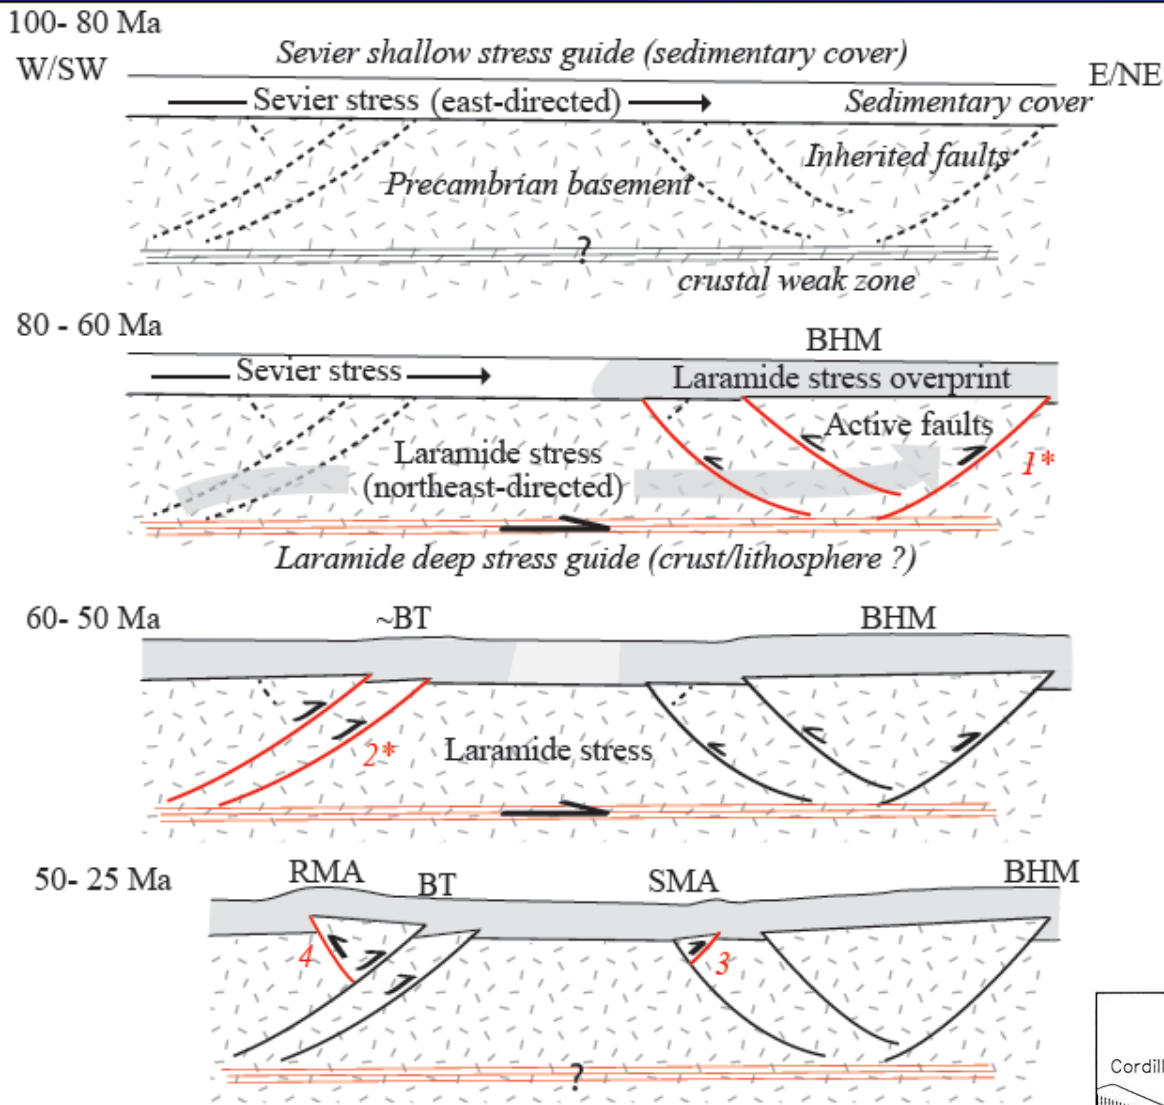 100- 80 Ma
Sevier shallow stress guide (sedimentary cover)
W/SW
E/NE
Sevier stress (east-directed)
Sedimentary cover
Inherited faults
Precambrian basement
?
crustal weak zone
80 - 60 Ma
BHM
Sevier stress
Laramide stress overprint
Active faults
Laramide stress
(northeast-directed)
1*
Laramide deep stress guide (crust/lithosphere ?)
60- 50 Ma
~BT
BHM
2*
Laramide stress
50- 25 Ma
RMA
BT
SMA
BHM
4
3
?
Cordill